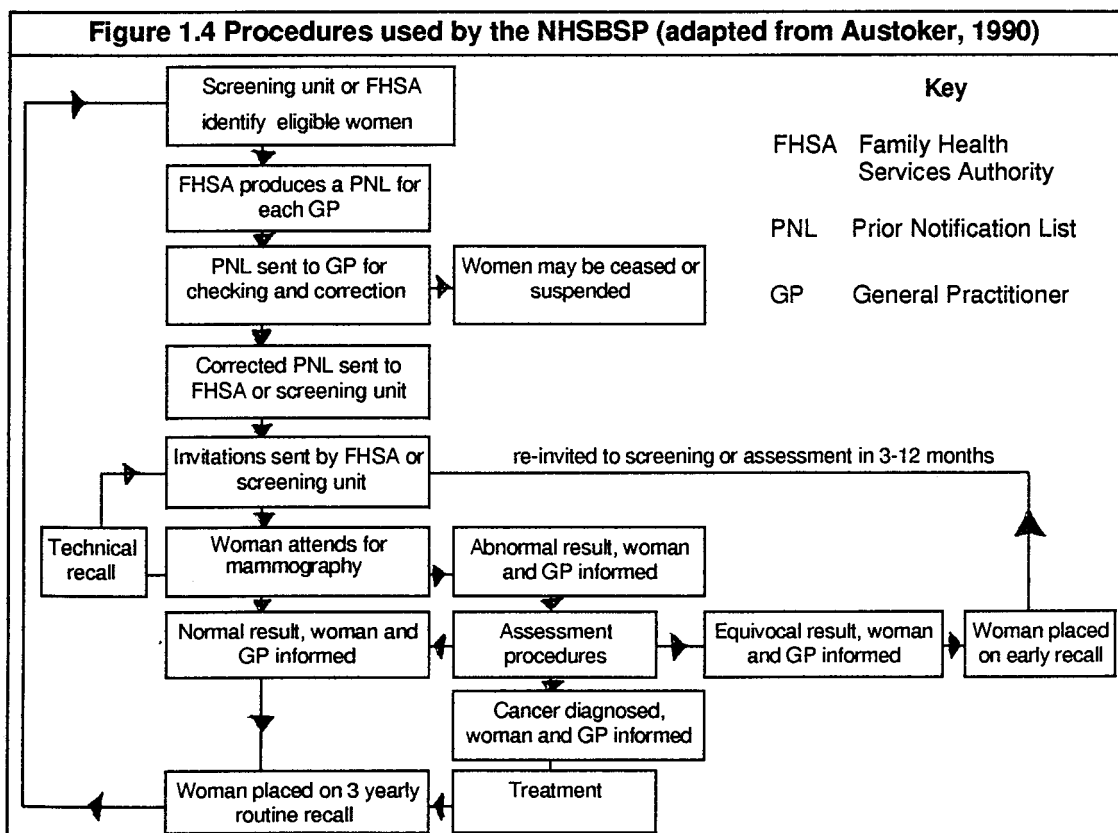 Figure 1.4 Procedures used by the NHSBSP (adapted from Austoker, 1990)
Screening unit or FHSA
identify eligible women
Key
FHSA Family Health
Services Authority
PNL Prior Notification List
GP General Practitioner
FHSA produces a PNL for
each GP
PNL sent to GP for
checking and correction
Women may be ceased or
suspended
Corrected PNL sent to
FHSA or screening unit
Invitations sent by FHSA or
screening unit
re-invited to screening or assessment in 3-12 months
Technical
recall
Woman attends for
mammography
Abnormal result, woman
and GP informed
Normal result, woman and
GP informed
Assessment
procedures
Equivocal result, woman
and GP informed
Woman placed
on early recall
Cancer diagnosed,
woman and GP informed
Woman placed on 3 yearly
routine recall
Treatment